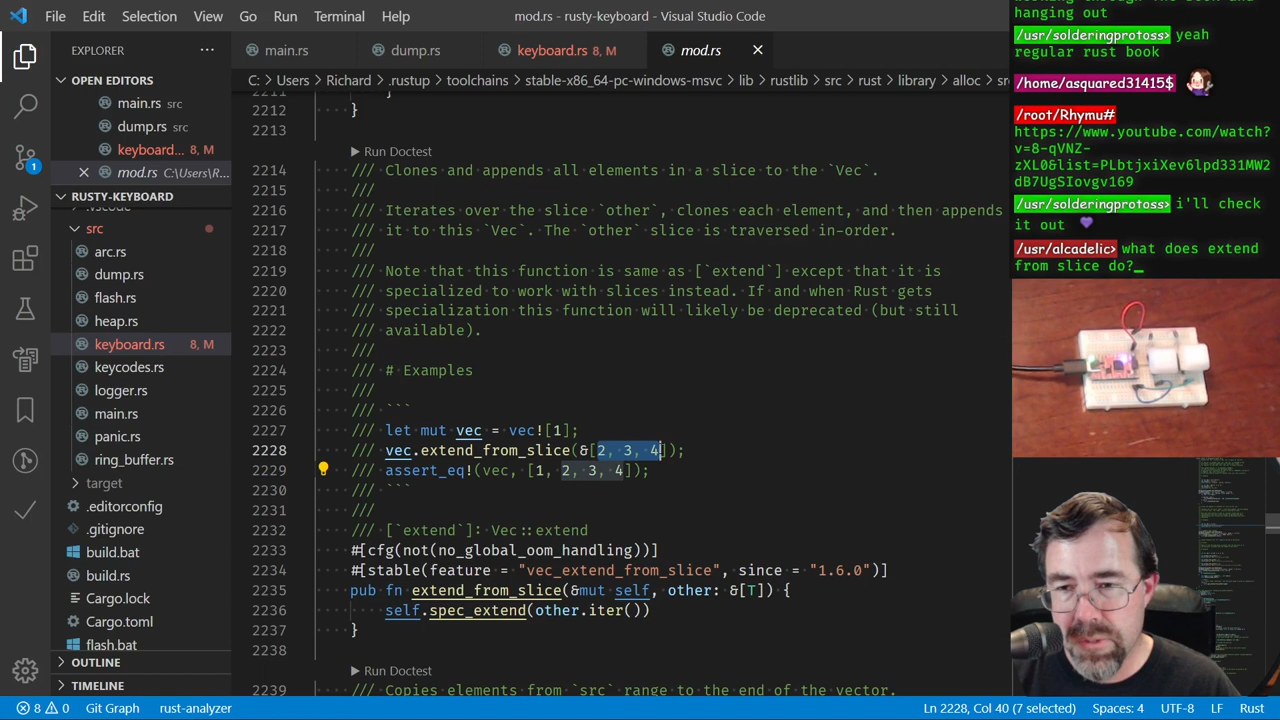 File Edit Selection View Go Run Terminal Help
mod.rs - rusty-keyboard - Visual Studio Code
EXPLORER
OPEN EDITORS
main.rs src
dump.rs src
keyboard... 8, M
mod.rs C:\Users\R...
RUSTY-KEYBOARD
.vscode
src
arc.rs
dump.rs
flash.rs
heap.rs
keyboard.rs 8, M
keycodes.rs
logger.rs
main.rs
panic.rs
ring_buffer.rs
target
.editorconfig
.gitignore
build.bat
build.rs
Cargo.lock
Cargo.toml
flash.bat
OUTLINE
TIMELINE
1
main.rs dump.rs keyboard.rs 8, M mod.rs
C: > Users > Richard > .rustup > toolchains > stable-x86_64-pc-windows-msvc > lib > rustlib > src > rust > library > alloc >
2211 }
2212 }
2213
Run Doctest
2214 /// Clones and appends all elements in a slice to the `Vec`.
2215 ///
2216 /// Iterates over the slice `other`, clones each element, and then appends
2217 /// it to this `Vec`. The `other` slice is traversed in-order.
2218 ///
2219 /// Note that this function is same as [`extend`] except that it is
2220 /// specialized to work with slices instead. If and when Rust gets
2221 /// specialization this function will likely be deprecated (but still
2222 /// available).
2223 ///
2224 /// # Examples
2225 ///
2226 /// ```
2227 /// let mut vec = vec![1];
2228 /// vec.extend_from_slice(&[2, 3, 4]);
2229 /// assert_eq!(vec, [1, 2, 3, 4]);
2230 /// ```
2231 ///
2232 /// [`extend`]: Vec::extend
2233 #[cfg(not(no_global_oom_handling))]
2234 #[stable(feature = "vec_extend_from_slice", since = "1.6.0")]
2235 pub fn extend_from_slice(&mut self, other: &[T]) {
2236 self.spec_extend(other.iter())
2237 }
2238
Run Doctest
2239 /// Copies elements from `src` range to the end of the vector.
8 0 Git Graph rust-analyzer
Ln 2228, Col 40 (7 selected) Spaces: 4 UTF-8 LF Rust
hanging out
/usr/solderingprotoss> yeah
regular rust book
/home/asquared31415$
/root/Rhymu#
https://www.youtube.com/watch?
v=8-qVNZ-
zXL0&list=PLbtjxiXev6lpd331MW2
dB7UgSIovgv169
/usr/solderingprotoss> i'll check
it out
/usr/alcadelic> what does extend
from slice do?_